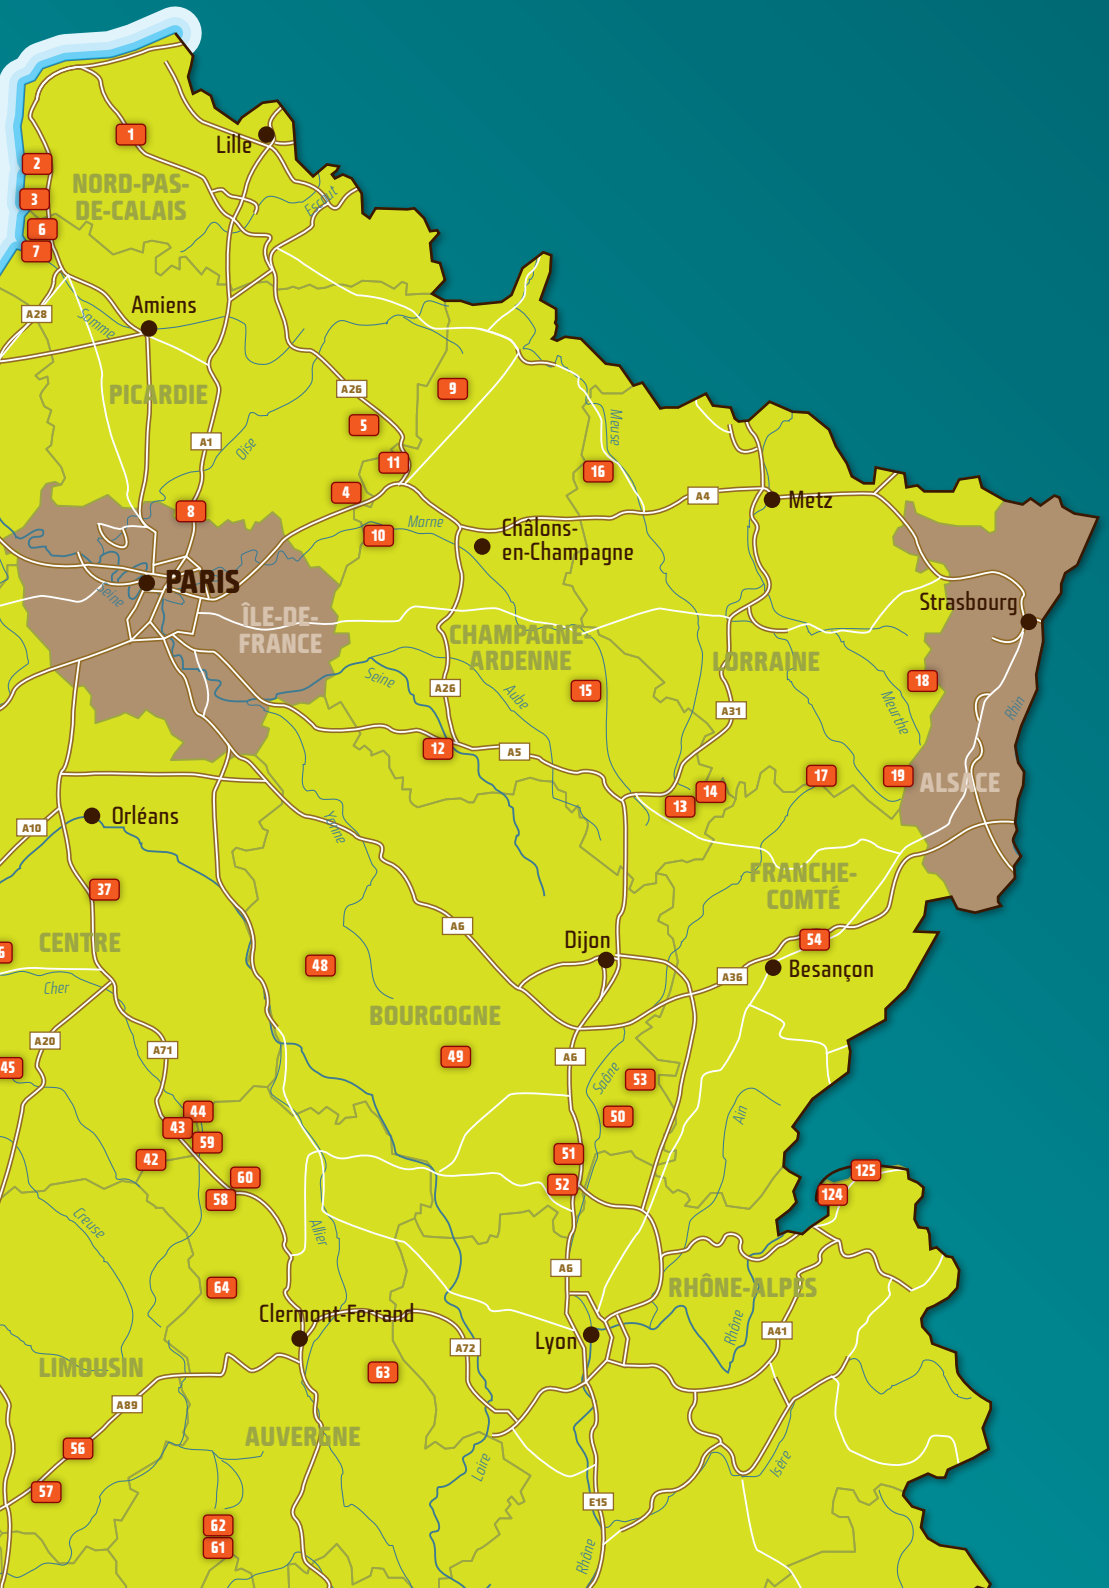 Lille
1
2
NORD-PAS-
DE-CALAIS
3
Escaut
6
7
Amiens
A28
Somme
PICARDIE
A26
9
5
Meuse
A1
Oise
11
16
4
A4
Metz
8
Marne
10
Châlons-
en-Champagne
PARIS
Seine
ÎLE-DE-
FRANCE
Strasbourg
CHAMPAGNE-
ARDENNE
LORRAINE
Seine
A26
Aube
15
18
Meurthe
Rhin
A31
12
A5
17
19
ALSACE
14
13
Orléans
A10
Yonne
37
FRANCHE-
COMTÉ
A6
CENTRE
Dijon
54
48
A36
Besançon
Cher
BOURGOGNE
A20
A71
49
A6
45
Saône
53
44
50
Ain
43
59
42
51
60
52
58
125
124
Creuse
Allier
A6
64
RHÔNE-ALPES
Clermont-Ferrand
Rhône
A41
Lyon
A72
LIMOUSIN
63
A89
AUVERGNE
56
Loire
Isère
57
E15
62
61
Rhône